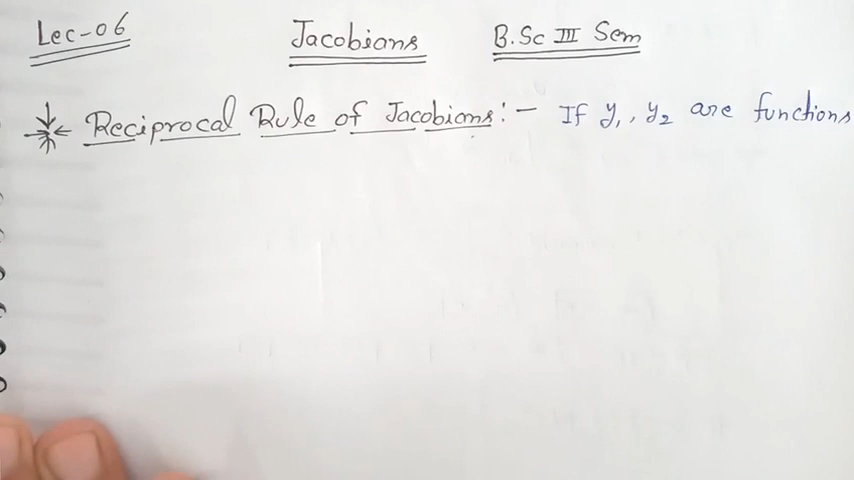 Lec-06 Jacobians B.Sc III Sem
Reciprocal Rule of Jacobians:- If y₁, y₂ are functions